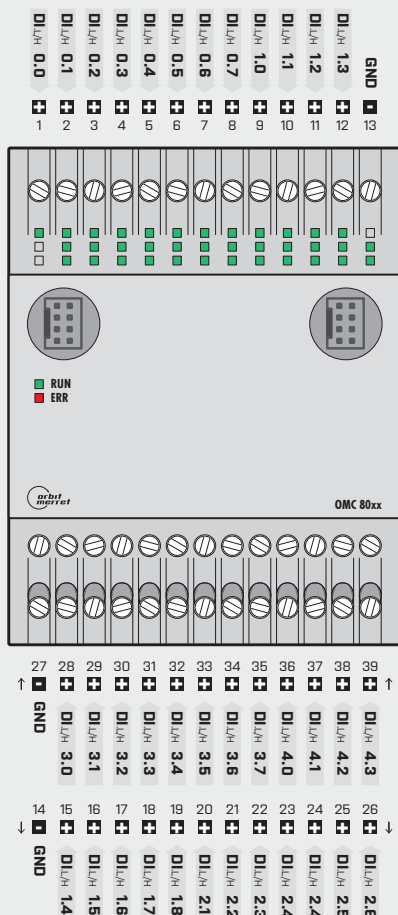 DI L/H 0.0
DI L/H 0.1
DI L/H 0.2
DI L/H 0.3
DI L/H 0.4
DI L/H 0.5
DI L/H 0.6
DI L/H 0.7
DI L/H 1.0
DI L/H 1.1
DI L/H 1.2
DI L/H 1.3
GND
+ + + + + + + + + + + + -
1 2 3 4 5 6 7 8 9 10 11 12 13
RUN
ERR
orbit
merret
OMC 80xx
27 28 29 30 31 32 33 34 35 36 37 38 39
↑ - + + + + + + + + + + + + ↑
GND
DI L/H 3.0
DI L/H 3.1
DI L/H 3.2
DI L/H 3.3
DI L/H 3.4
DI L/H 3.5
DI L/H 3.6
DI L/H 3.7
DI L/H 4.0
DI L/H 4.1
DI L/H 4.2
DI L/H 4.3
14 15 16 17 18 19 20 21 22 23 24 25 26
↓ - + + + + + + + + + + + + ↓
GND
DI L/H 1.4
DI L/H 1.5
DI L/H 1.6
DI L/H 1.7
DI L/H 1.8
DI L/H 2.1
DI L/H 2.2
DI L/H 2.3
DI L/H 2.4
DI L/H 2.4
DI L/H 2.5
DI L/H 2.6